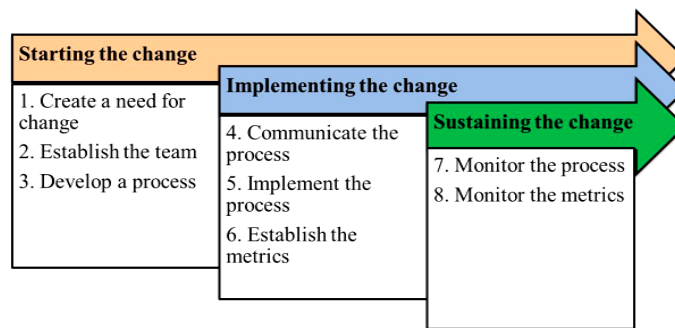 Starting the change
1. Create a need for
change
2. Establish the team
3. Develop a process
Implementing the change
4. Communicate the
process
5. Implement the
process
6. Establish the
metrics
Sustaining the change
7. Monitor the process
8. Monitor the metrics